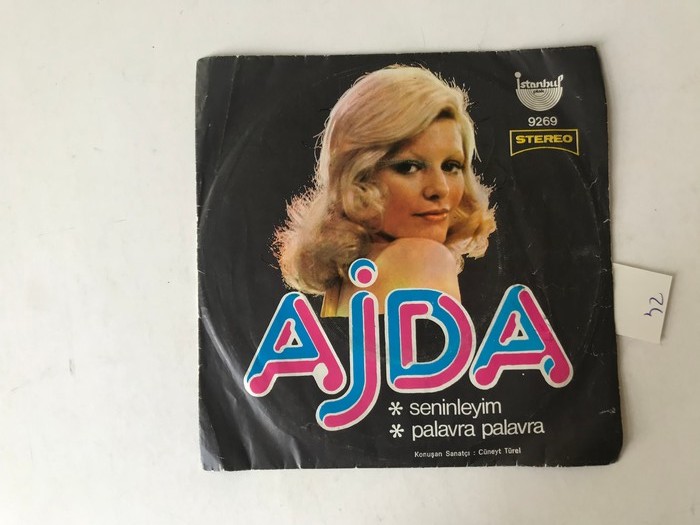 istanbul
9269
STEREO
AJDA
* seninleyim
* palavra palavra
Konuşan Sanatçı : Cüneyt Türel
42